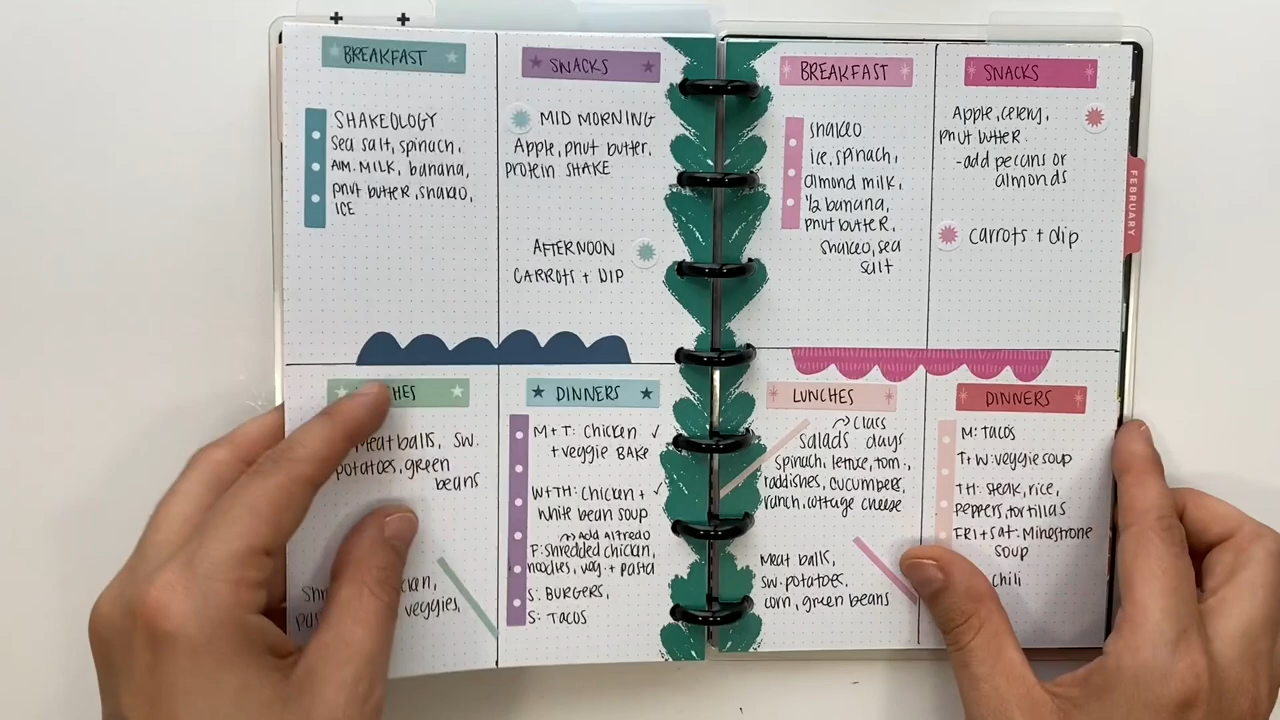 BREAKFAST
SHAKEOLOGY
Sea salt, spinach,
Alm. MILK, banana,
pnut butter, shakeo,
ICE
SNACKS
MID MORNING
Apple, pnut butter,
protein SHAKE
AFTERNOON
CARROTS + DIP
HES
Meatballs, SW.
potatoes, green
beans
veggies,
DINNERS
M + T: Chicken ✓
+ veggie BAKE
W+TH: Chicken + ✓
White bean soup
Add alfredo
F: Shredded chicken,
noodles, veg. + pasta
S: BURGERS,
S: TACOS
BREAKFAST
shakeo
ice, spinach,
almond milk,
1/2 banana,
pnut butter,
shakeo, sea
salt
SNACKS
Apple, celery,
pnut butter.
-add pecans or
almonds
carrots + dip
FEBRUARY
LUNCHES
Class
salads days
spinach, lettuce, tom.,
raddishes, cucumbers,
ranch, cottage cheese
Meat balls,
sw. potatoes.
corn, green beans
DINNERS
M: Tacos
T+W: veggie soup
TH: steak, rice,
peppers, tortillas
FRI + sat: Minestrone
soup
chili